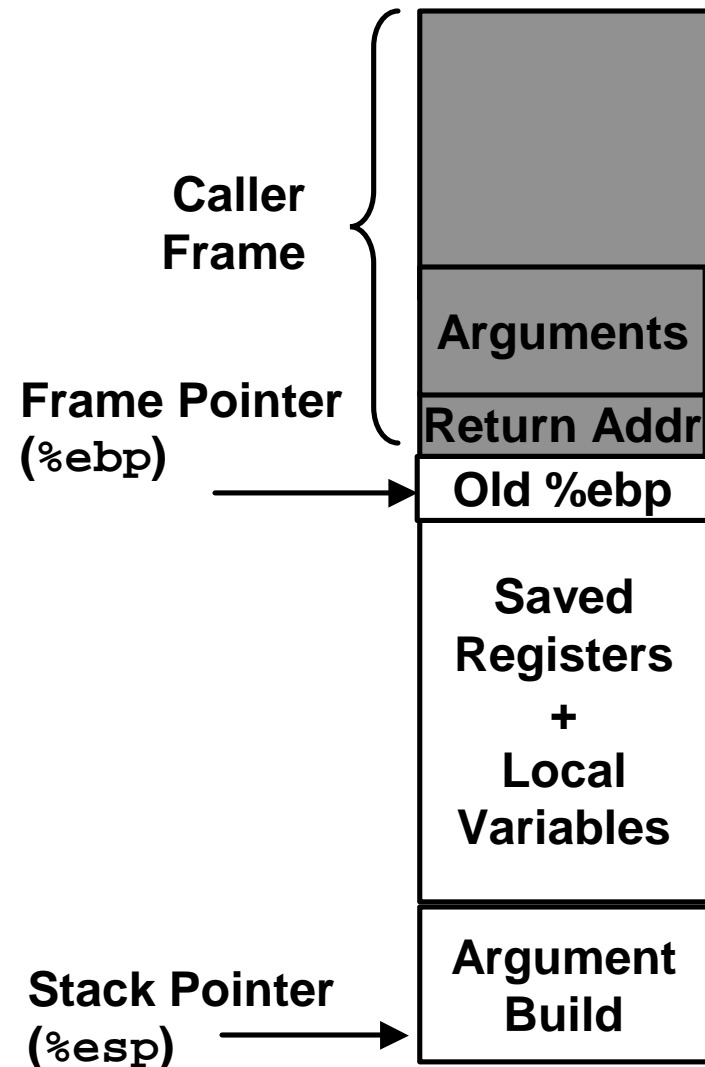 Caller
Frame
Arguments
Frame Pointer
(%ebp)
Return Addr
Old %ebp
Saved
Registers
+
Local
Variables
Argument
Build
Stack Pointer
(%esp)